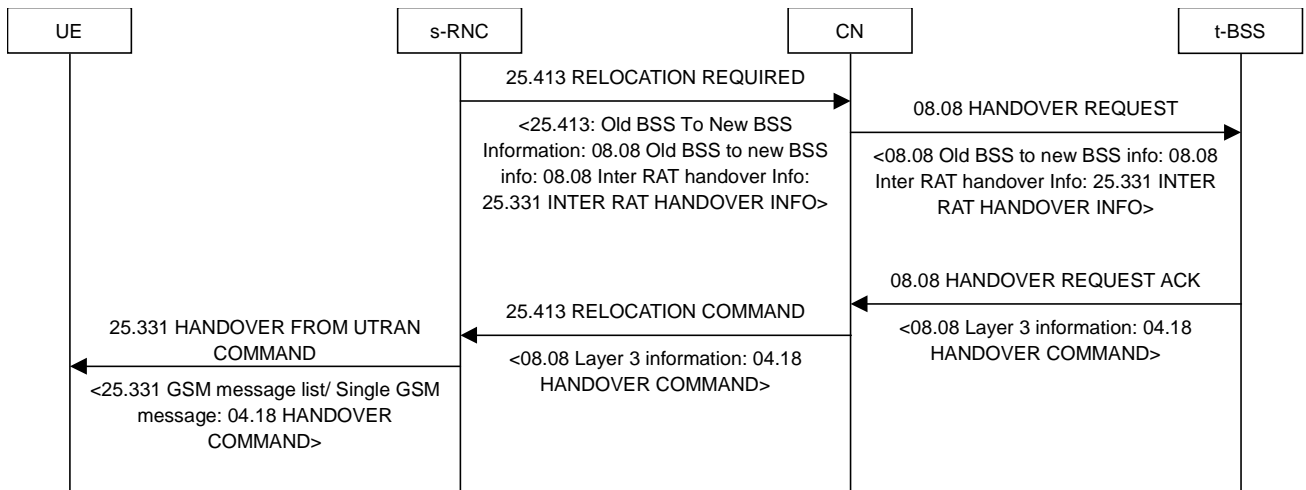 UE
s-RNC
CN
t-BSS
25.413 RELOCATION REQUIRED
<25.413: Old BSS To New BSS
Information: 08.08 Old BSS to new BSS
info: 08.08 Inter RAT handover Info:
25.331 INTER RAT HANDOVER INFO>
08.08 HANDOVER REQUEST
<08.08 Old BSS to new BSS info: 08.08
Inter RAT handover Info: 25.331 INTER
RAT HANDOVER INFO>
08.08 HANDOVER REQUEST ACK
<08.08 Layer 3 information: 04.18
HANDOVER COMMAND>
25.413 RELOCATION COMMAND
<08.08 Layer 3 information: 04.18
HANDOVER COMMAND>
25.331 HANDOVER FROM UTRAN
COMMAND
<25.331 GSM message list/ Single GSM
message: 04.18 HANDOVER
COMMAND>